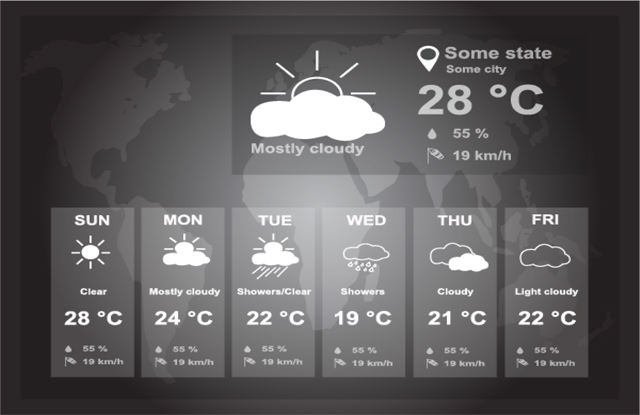 Some state
Some city
28 °C
55 %
19 km/h
Mostly cloudy
SUN
Clear
28 °C
55 %
19 km/h
MON
Mostly cloudy
24 °C
55 %
19 km/h
TUE
Showers/Clear
22 °C
55 %
19 km/h
WED
Showers
19 °C
55 %
19 km/h
THU
Cloudy
21 °C
55 %
19 km/h
FRI
Light cloudy
22 °C
55 %
19 km/h